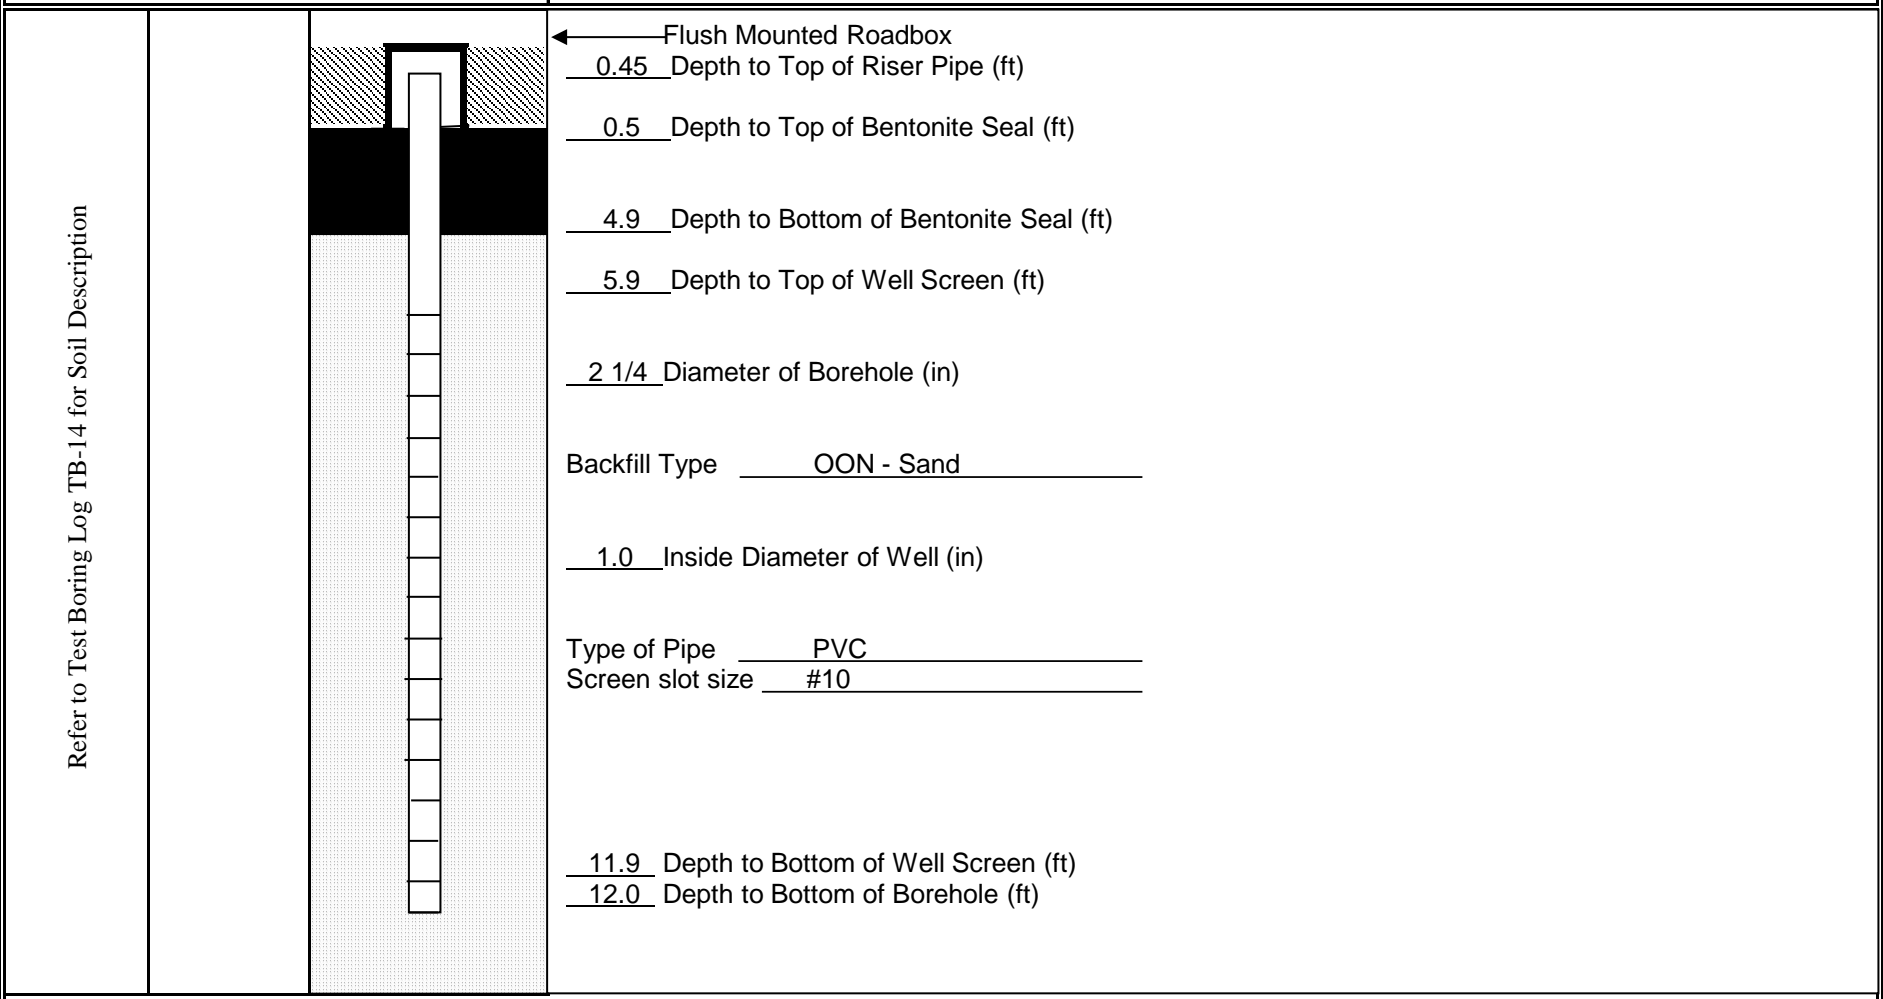 Refer to Test Boring Log TB-14 for Soil Description
Flush Mounted Roadbox
0.45 Depth to Top of Riser Pipe (ft)
0.5 Depth to Top of Bentonite Seal (ft)
4.9 Depth to Bottom of Bentonite Seal (ft)
5.9 Depth to Top of Well Screen (ft)
2 1/4 Diameter of Borehole (in)
Backfill Type OON - Sand
1.0 Inside Diameter of Well (in)
Type of Pipe PVC
Screen slot size #10
11.9 Depth to Bottom of Well Screen (ft)
12.0 Depth to Bottom of Borehole (ft)